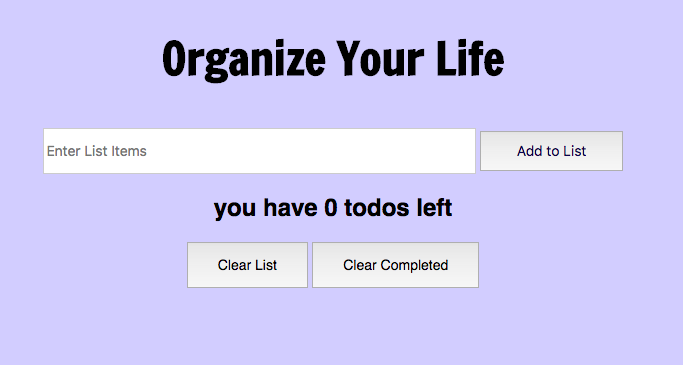 Organize Your Life
Enter List Items Add to List
you have 0 todos left
Clear List Clear Completed